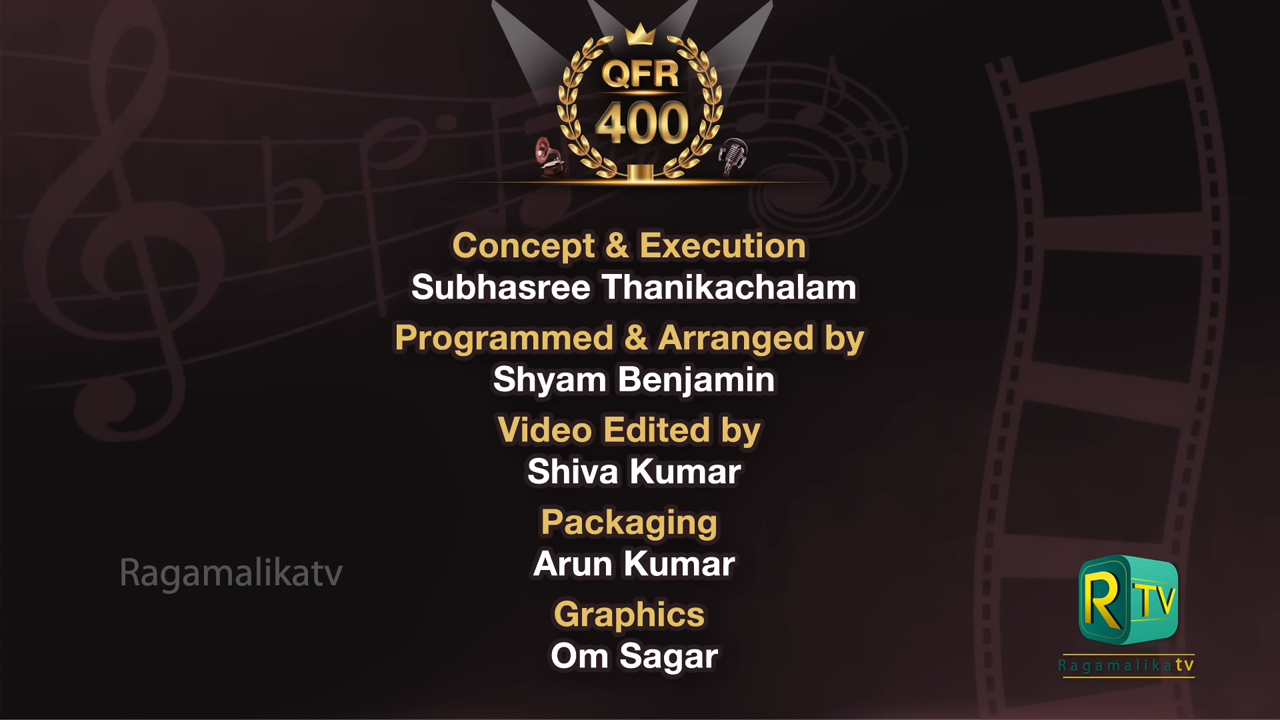 QFR
400
Concept & Execution
Subhasree Thanikachalam
Programmed & Arranged by
Shyam Benjamin
Video Edited by
Shiva Kumar
Packaging
Arun Kumar
Graphics
Om Sagar
Ragamalikatv
R TV
Ragamalikatv